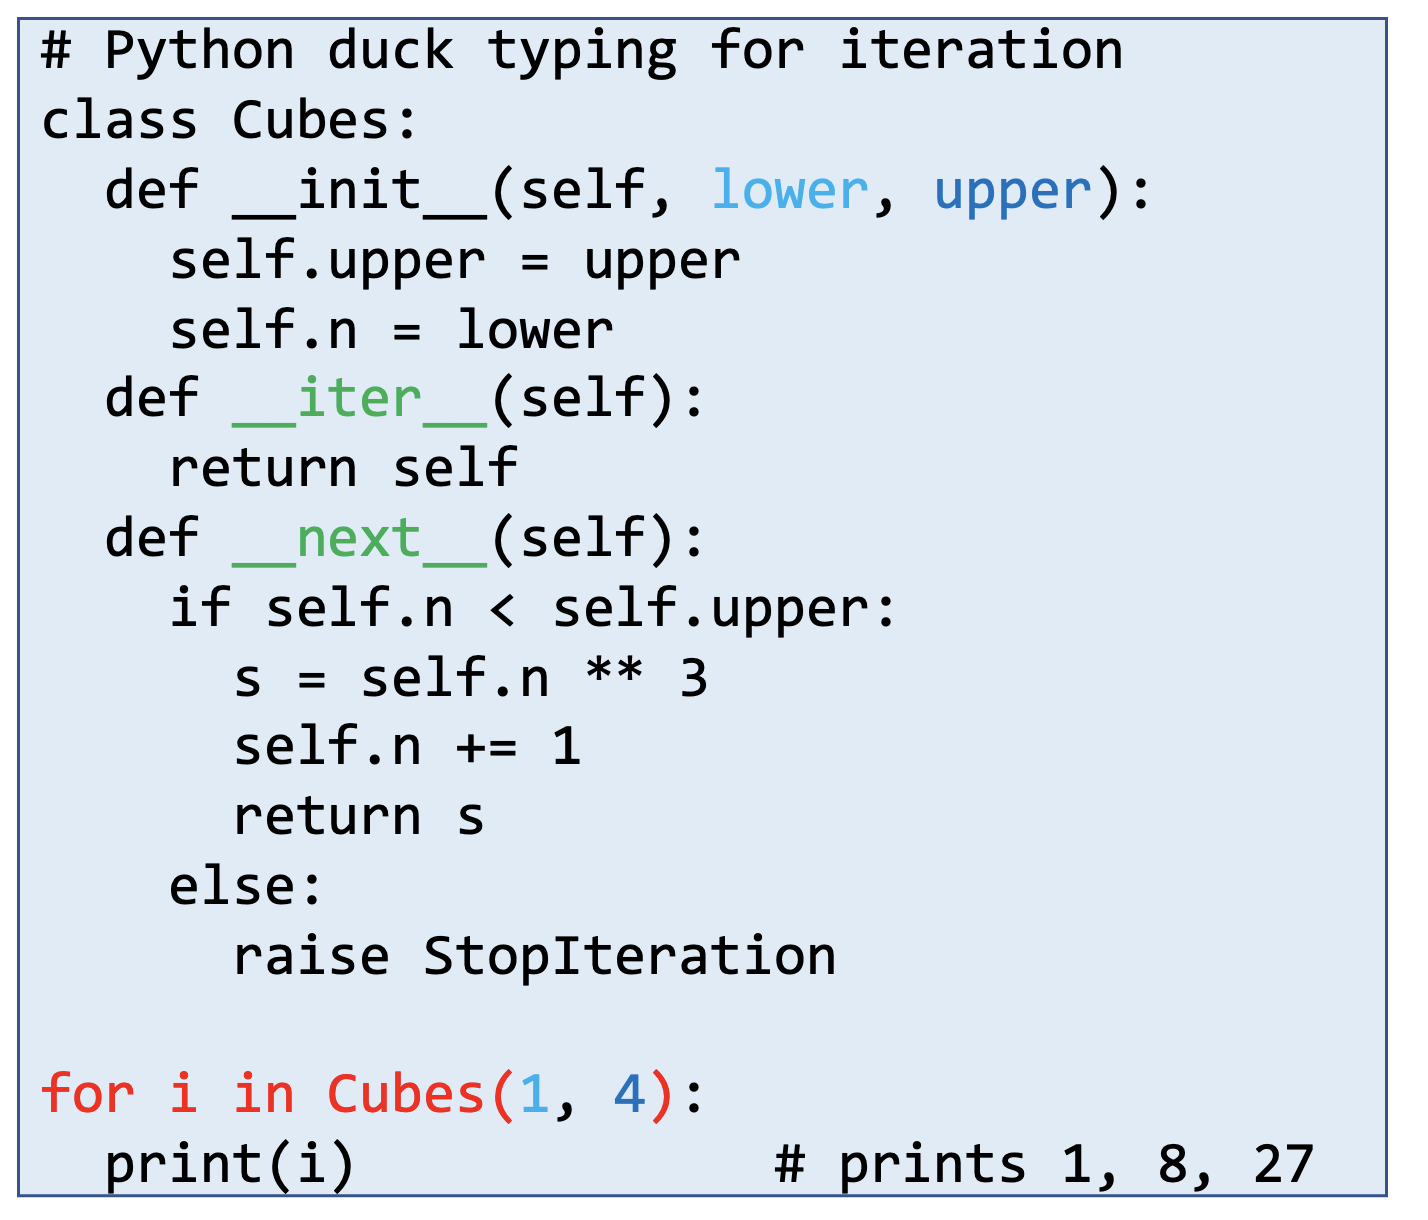 # Python duck typing for iteration
class Cubes:
  def __init__(self, lower, upper):
    self.upper = upper
    self.n = lower
  def __iter__(self):
    return self
  def __next__(self):
    if self.n < self.upper:
      s = self.n ** 3
      self.n += 1
      return s
    else:
      raise StopIteration

for i in Cubes(1, 4):
  print(i)             # prints 1, 8, 27